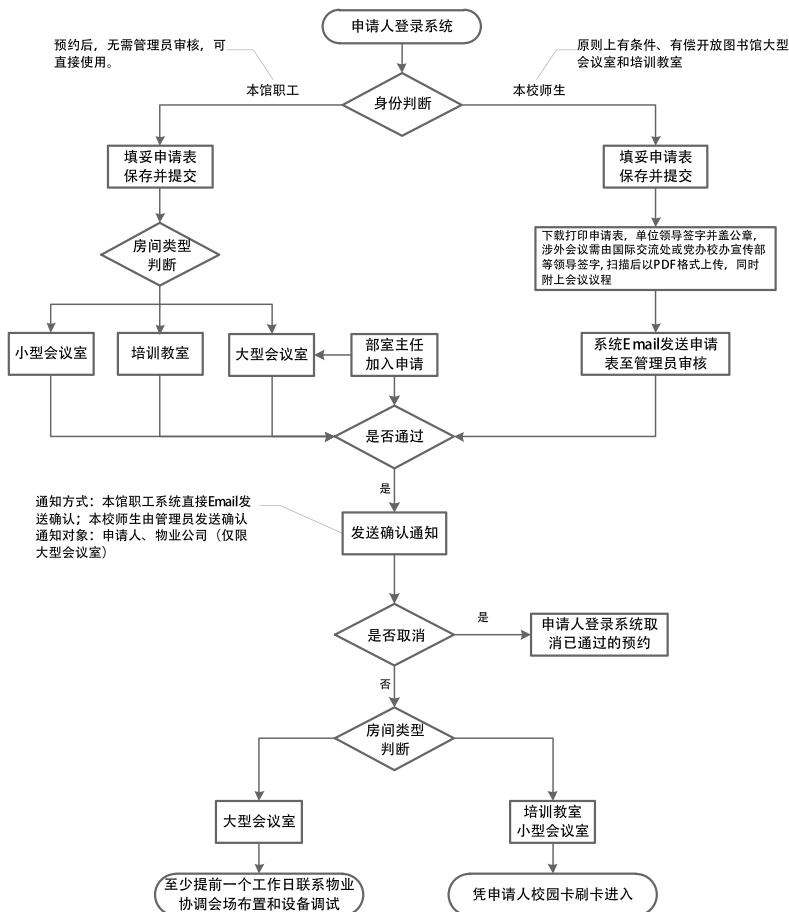 申请人登录系统
预约后，无需管理员审核，可
直接使用。
原则上有条件、有偿开放图书馆大型
会议室和培训教室
本馆职工
身份判断
本校师生
填妥申请表
保存并提交
填妥申请表
保存并提交
房间类型
判断
下载打印申请表，单位领导签字并盖公章，
涉外会议需由国际交流处或党办校办宣传部
等领导签字，扫描后以PDF格式上传，同时
附上会议议程
小型会议室
培训教室
大型会议室
部室主任
加入申请
系统Email发送申请
表至管理员审核
是否通过
是
通知方式：本馆职工系统直接Email发
送确认；本校师生由管理员发送确认
通知对象：申请人、物业公司（仅限
大型会议室）
发送确认通知
是否取消
是
申请人登录系统取
消已通过的预约
否
房间类型
判断
大型会议室
培训教室
小型会议室
至少提前一个工作日联系物业
协调会场布置和设备调试
凭申请人校园卡刷卡进入